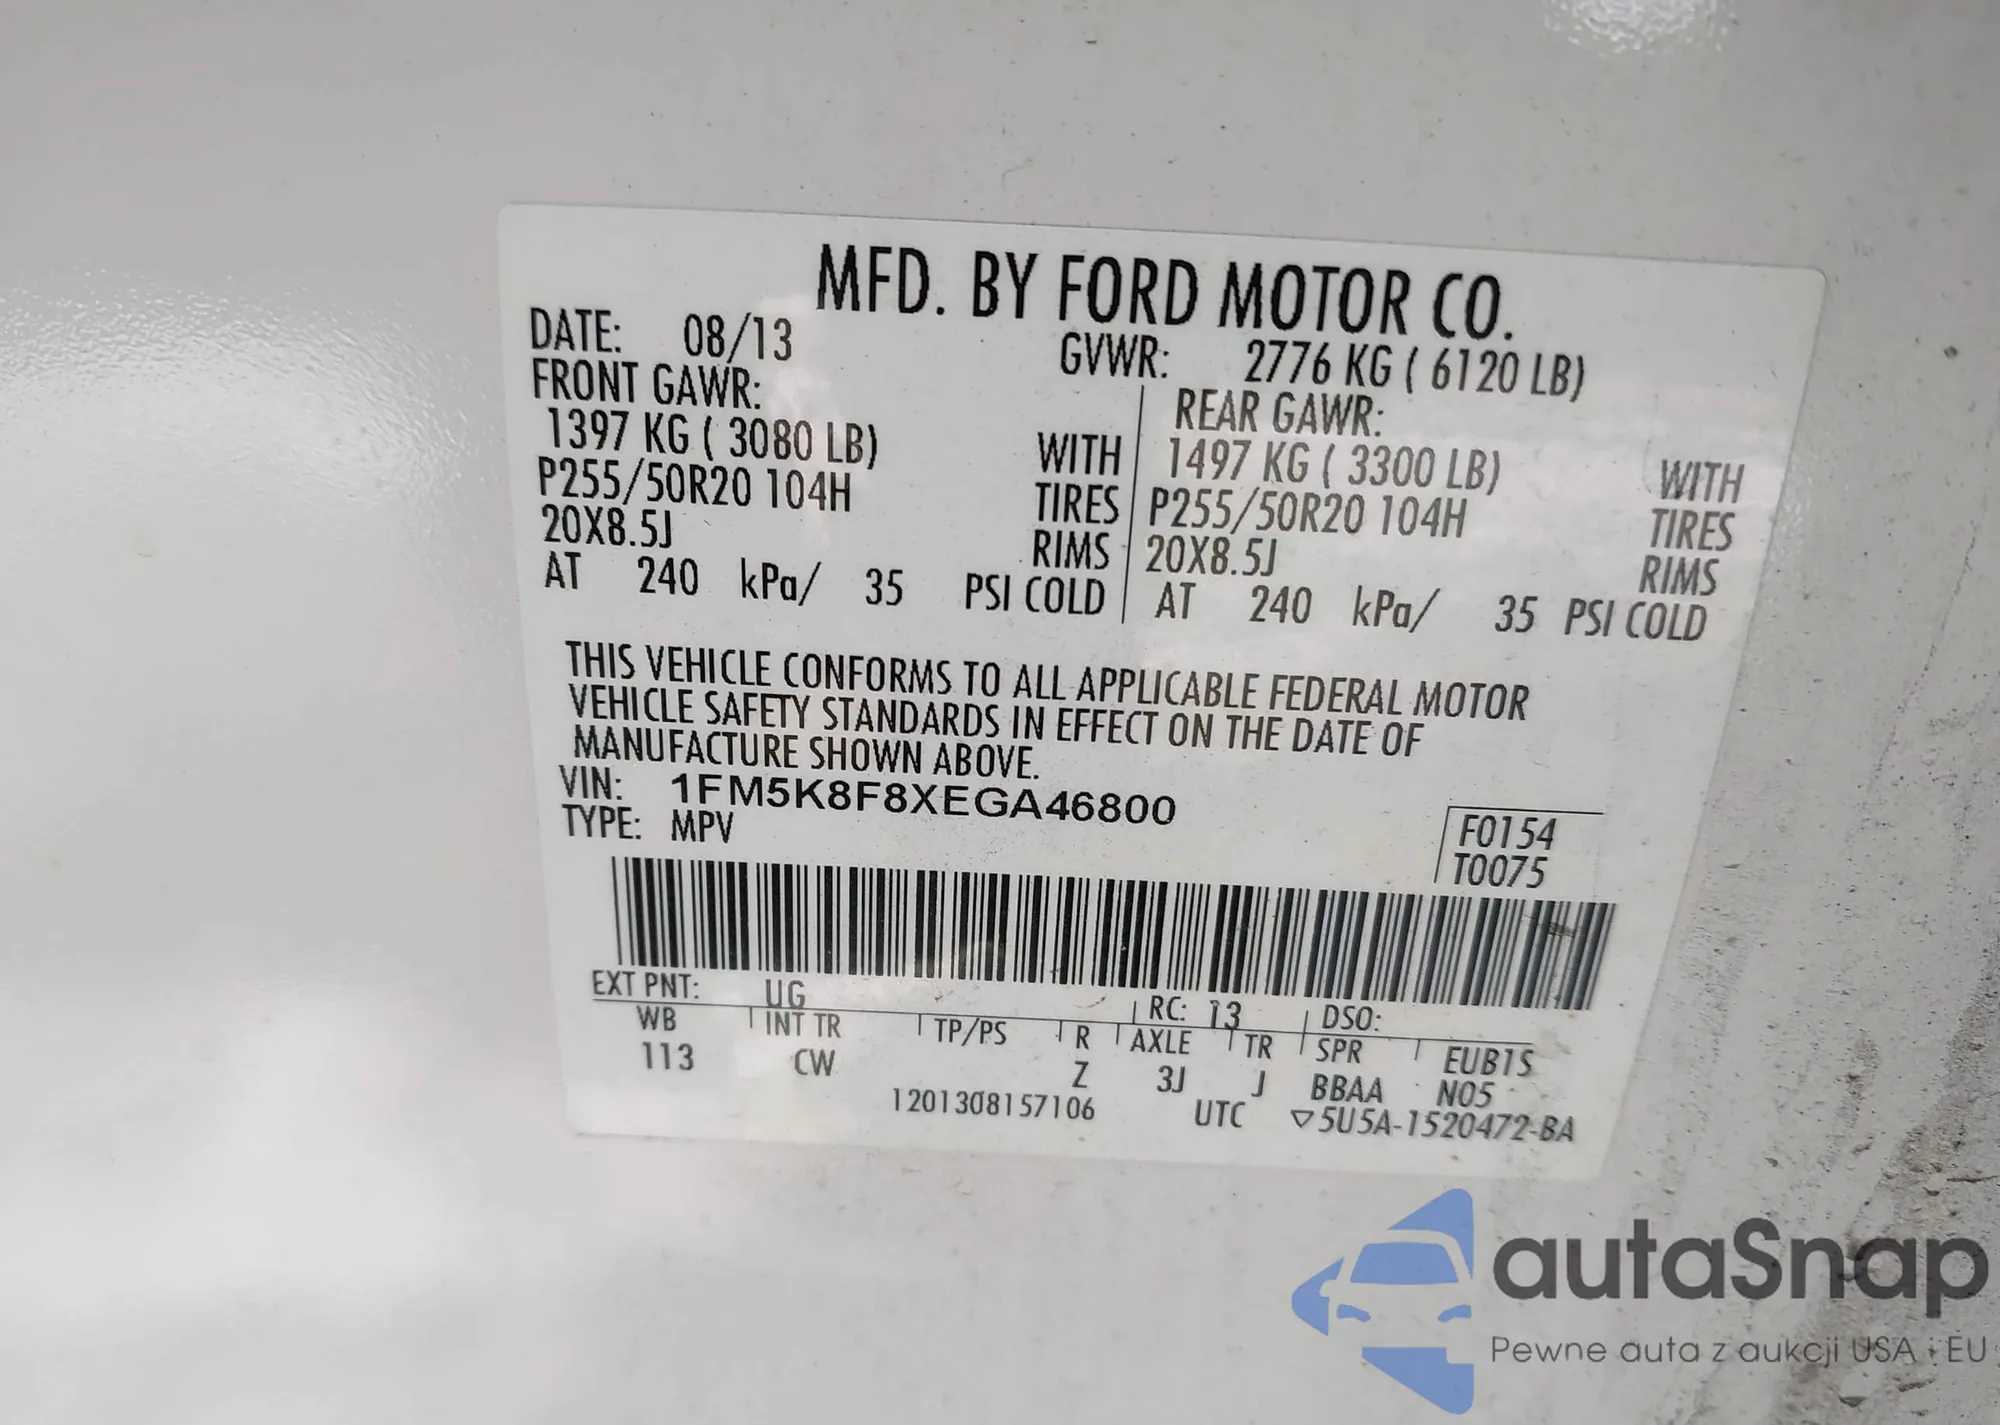 MFD. BY FORD MOTOR CO.
DATE: 08/13 GVWR: 2776 KG ( 6120 LB)
FRONT GAWR: REAR GAWR:
1397 KG ( 3080 LB) WITH 1497 KG ( 3300 LB) WITH
P255/50R20 104H TIRES P255/50R20 104H TIRES
20X8.5J RIMS 20X8.5J RIMS
AT 240 kPa/ 35 PSI COLD AT 240 kPa/ 35 PSI COLD
THIS VEHICLE CONFORMS TO ALL APPLICABLE FEDERAL MOTOR
VEHICLE SAFETY STANDARDS IN EFFECT ON THE DATE OF
MANUFACTURE SHOWN ABOVE.
VIN: 1FM5K8F8XEGA46800
TYPE: MPV
F0154
T0075
EXT PNT: UG RC: 13 DSO:
WB INT TR TP/PS R AXLE TR SPR EUB1S
113 CW Z 3J J BBAA N05
1201308157106 UTC ▽5U5A-1520472-BA
autaSnap
Pewne auta z aukcji USA i EU